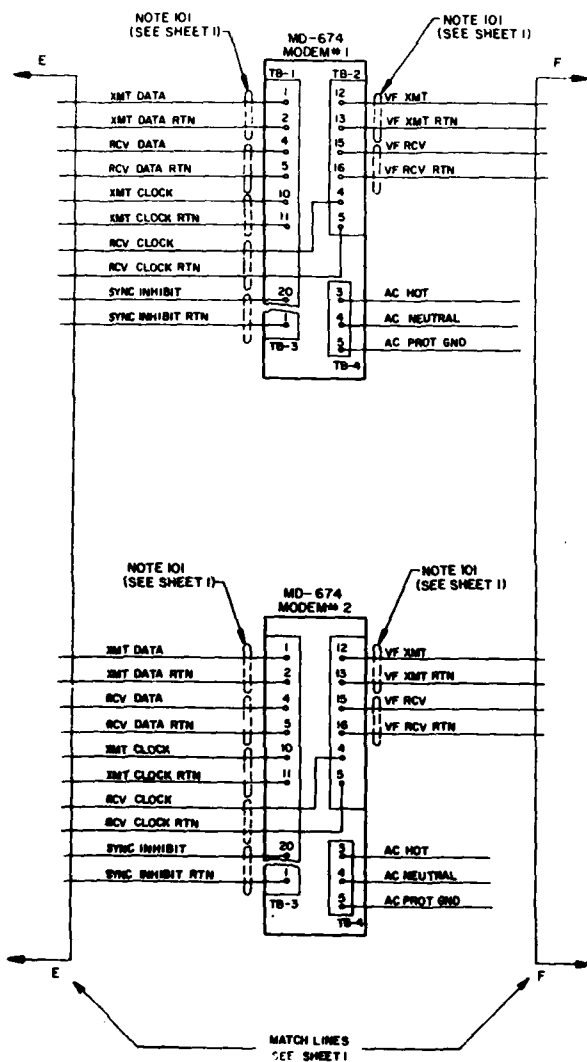 NOTE 101
(SEE SHEET 1)
NOTE 101
(SEE SHEET 1)
MD-674
MODEM# 1
E
F
TB-1
TB-2
XMT DATA
1
12
VF XMT
XMT DATA RTN
2
13
VF XMT RTN
RCV DATA
4
15
VF RCV
RCV DATA RTN
5
16
VF RCV RTN
XMT CLOCK
10
4
XMT CLOCK RTN
11
5
RCV CLOCK
RCV CLOCK RTN
SYNC INHIBIT
20
3
AC HOT
SYNC INHIBIT RTN
1
4
AC NEUTRAL
TB-3
5
AC PROT GND
TB-4
NOTE 101
(SEE SHEET 1)
NOTE 101
(SEE SHEET 1)
MD-674
MODEM# 2
XMT DATA
1
12
VF XMT
XMT DATA RTN
2
13
VF XMT RTN
RCV DATA
4
15
VF RCV
RCV DATA RTN
5
16
VF RCV RTN
XMT CLOCK
10
4
XMT CLOCK RTN
11
5
RCV CLOCK
RCV CLOCK RTN
SYNC INHIBIT
20
3
AC HOT
SYNC INHIBIT RTN
1
4
AC NEUTRAL
TB-3
5
AC PROT GND
TB-4
E
F
MATCH LINES
SEE SHEET 1